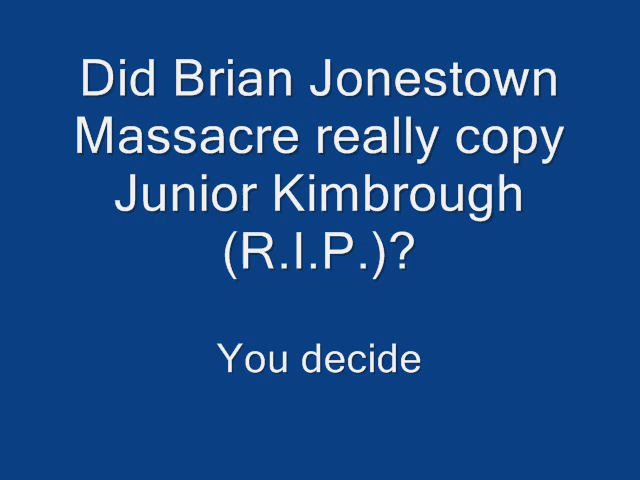 Did Brian Jonestown
Massacre really copy
Junior Kimbrough
(R.I.P.)?
You decide